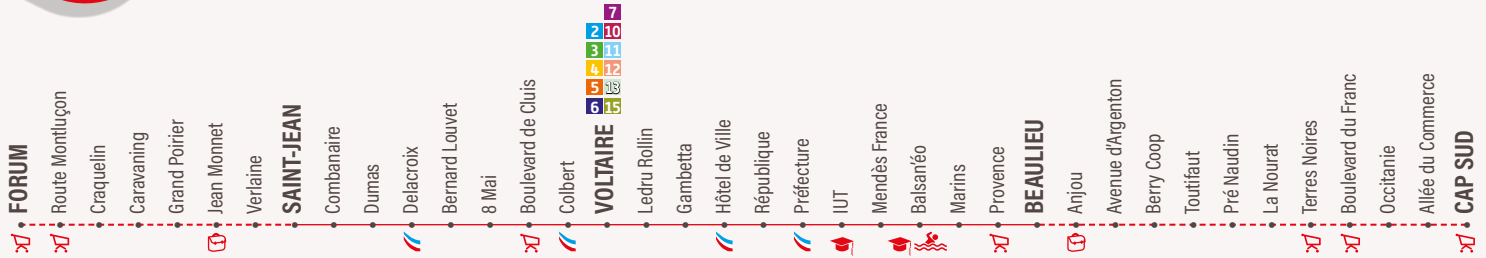 7
2 10
3 11
4 12
5 13
6 15
FORUM
Route Montluçon
Craquelin
Caravaning
Grand Poirier
Jean Monnet
Verlaine
SAINT-JEAN
Combanaire
Dumas
Delacroix
Bernard Louvet
8 Mai
Boulevard de Cluis
Colbert
VOLTAIRE
Ledru Rollin
Gambetta
Hôtel de Ville
République
Préfecture
IUT
Mendès France
Balsan'éo
Marins
Provence
BEAULIEU
Anjou
Avenue d'Argenton
Berry Coop
Toutifaut
Pré Naudin
La Nourat
Terres Noires
Boulevard du Franc
Occitanie
Allée du Commerce
CAP SUD